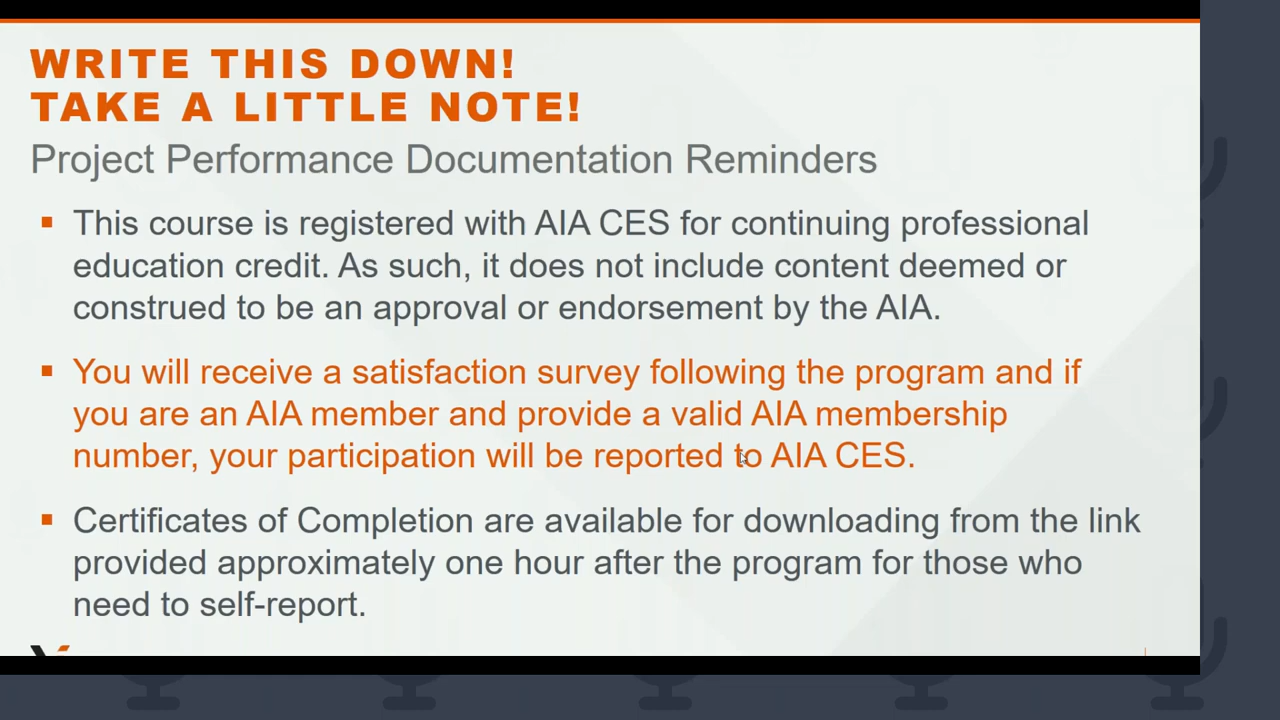 WRITE THIS DOWN!
TAKE A LITTLE NOTE!
Project Performance Documentation Reminders
▪ This course is registered with AIA CES for continuing professional
education credit. As such, it does not include content deemed or
construed to be an approval or endorsement by the AIA.
▪ You will receive a satisfaction survey following the program and if
you are an AIA member and provide a valid AIA membership
number, your participation will be reported to AIA CES.
▪ Certificates of Completion are available for downloading from the link
provided approximately one hour after the program for those who
need to self-report.